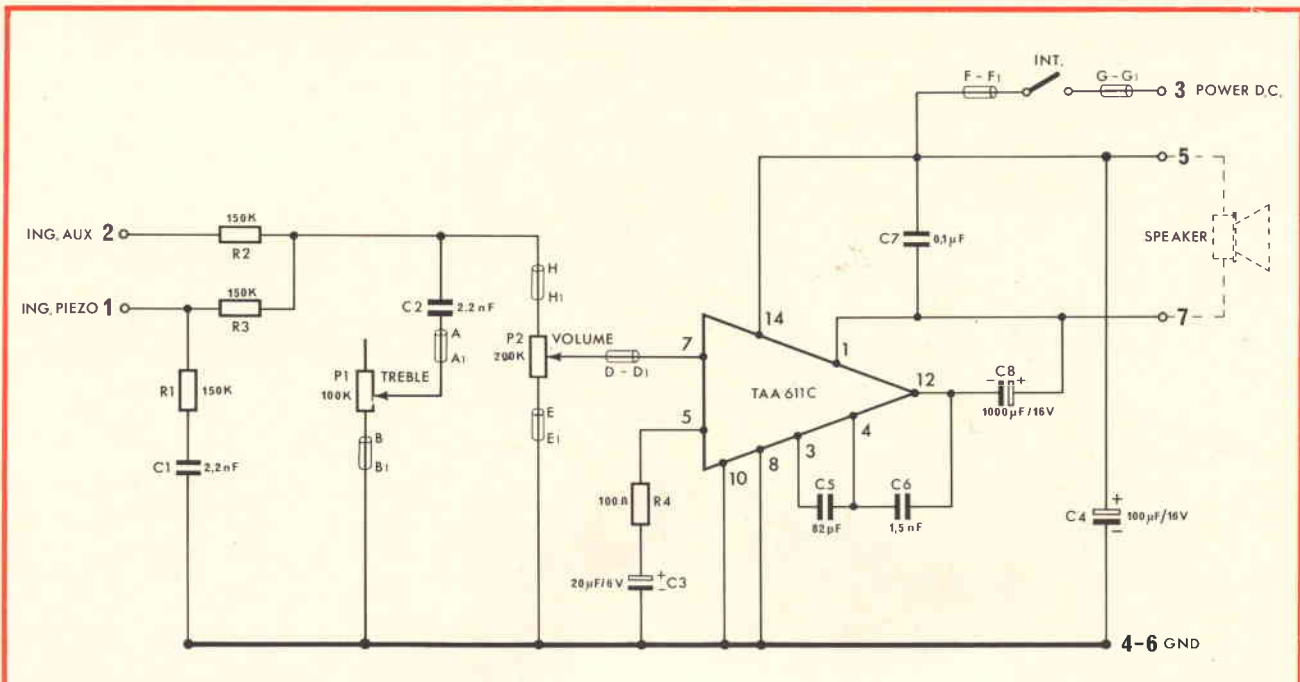 INT.
F - F1
G - G1
3 POWER D.C.
5
ING. AUX 2
150K
R2
ING. PIEZO 1
150K
R3
C2 2,2nF
A
A1
H
H1
P2 VOLUME
200K
D - D1
E
E1
P1 TREBLE
100K
B
B1
R1 150K
C1 2,2nF
C7 0,1µF
SPEAKER
7
14
1
7
TAA 611C
12
5
10
8
3
4
C8
- +
1000µF/16V
C5
82pF
C6
1,5nF
100Ω R4
20µF/6V + - C3
C4 + 100µF/16V
-
4-6 GND